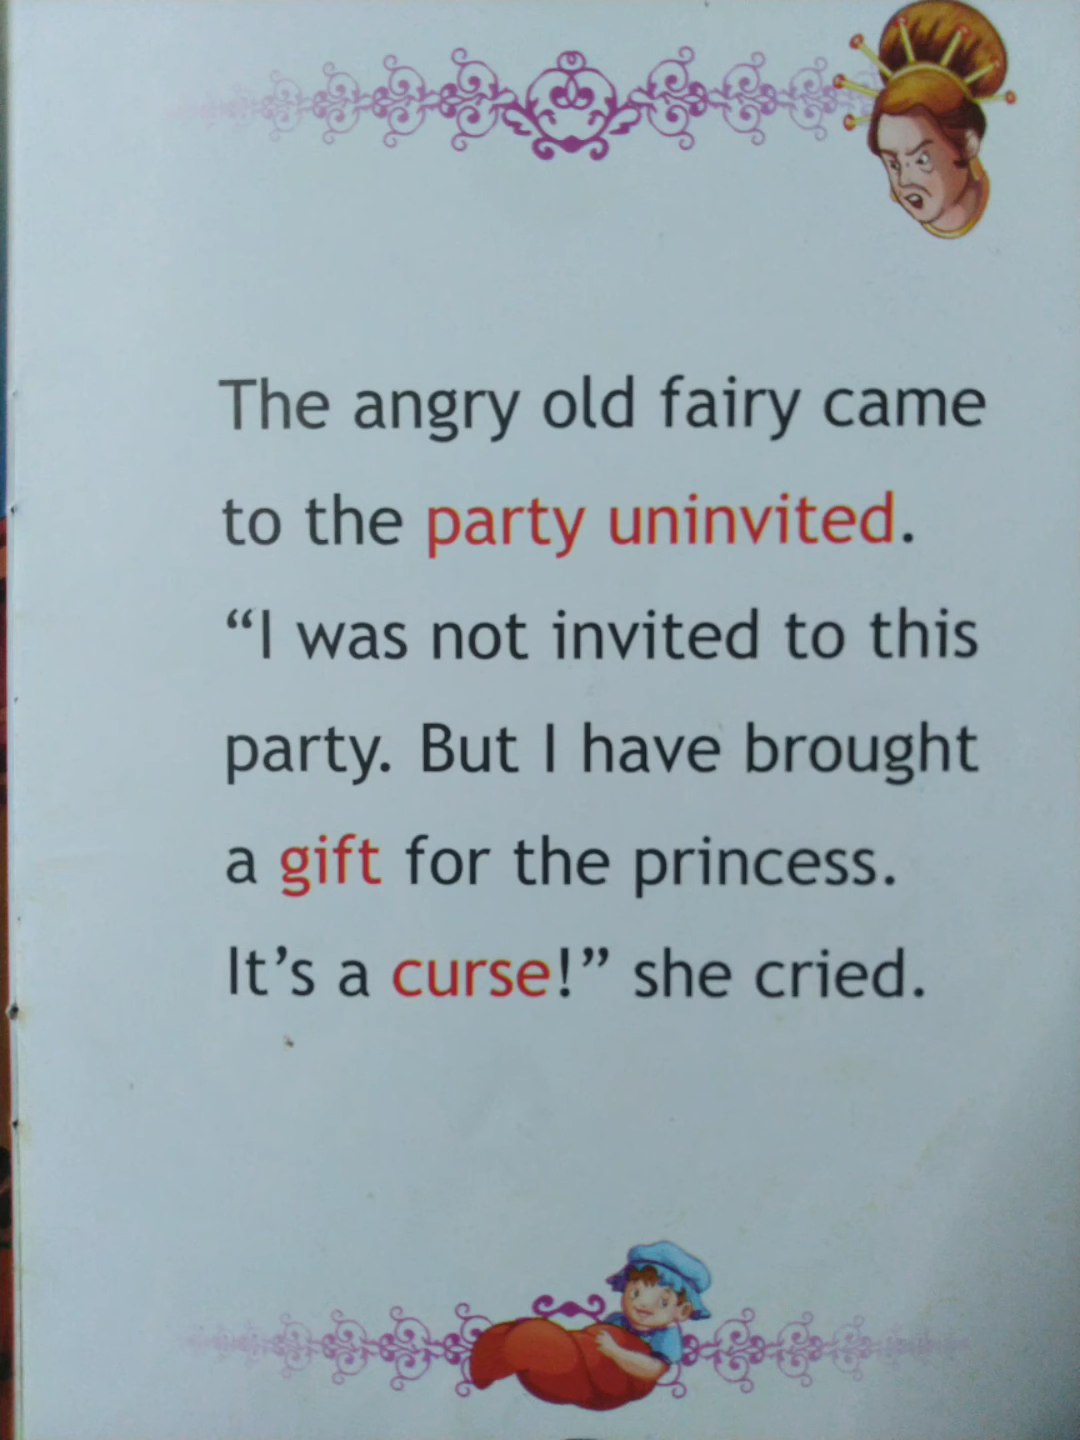 The angry old fairy came
to the party uninvited.
“I was not invited to this
party. But I have brought
a gift for the princess.
It’s a curse!” she cried.